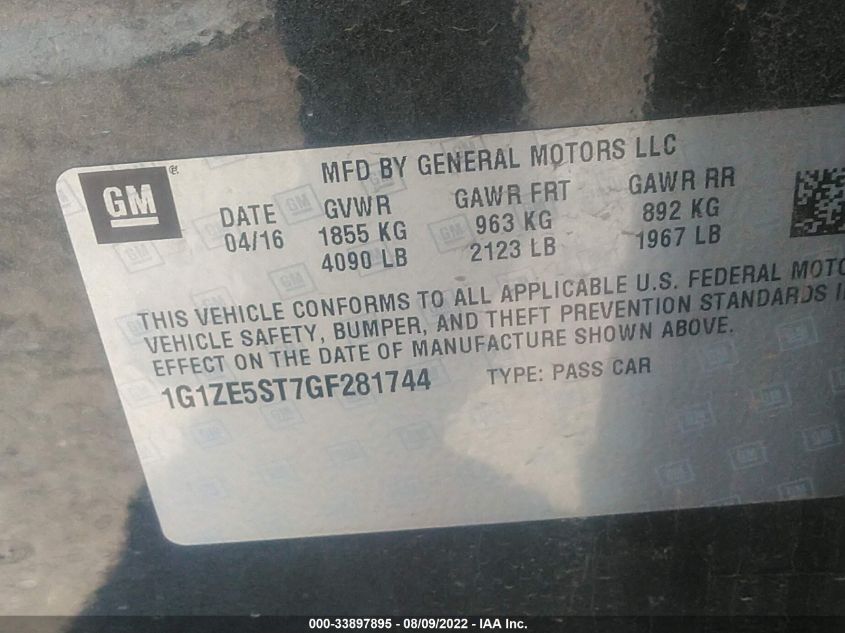 GM
MFD BY GENERAL MOTORS LLC
DATE GVWR GAWR FRT GAWR RR
04/16 1855 KG 963 KG 892 KG
4090 LB 2123 LB 1967 LB
THIS VEHICLE CONFORMS TO ALL APPLICABLE U.S. FEDERAL
VEHICLE SAFETY, BUMPER, AND THEFT PREVENTION STANDARDS
EFFECT ON THE DATE OF MANUFACTURE SHOWN ABOVE.
1G1ZE5ST7GF281744 TYPE: PASS CAR
000-33897895 - 08/09/2022 - IAA Inc.